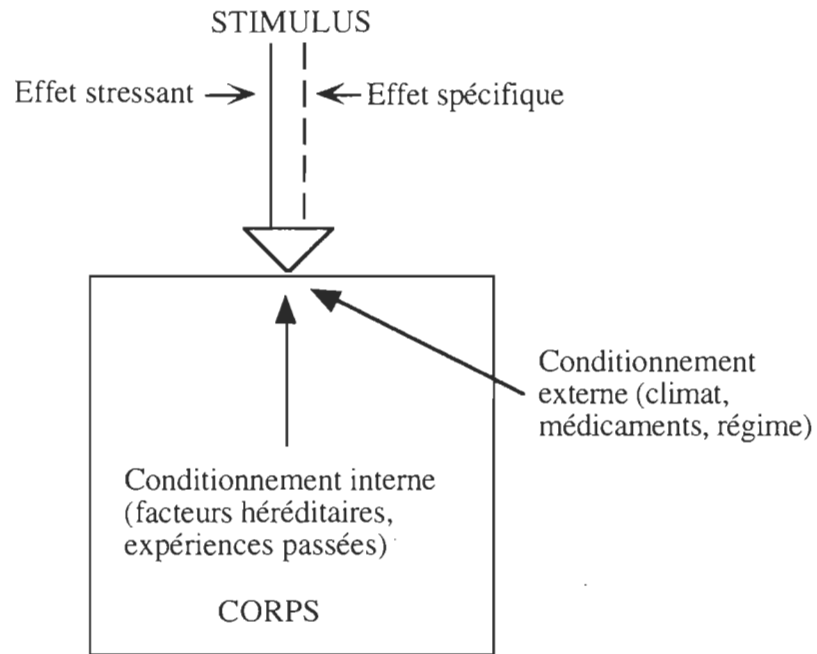 STIMULUS
Effet stressant
Effet spécifique
Conditionnement
externe (climat,
médicaments, régime)
Conditionnement interne
(facteurs héréditaires,
expériences passées)
CORPS